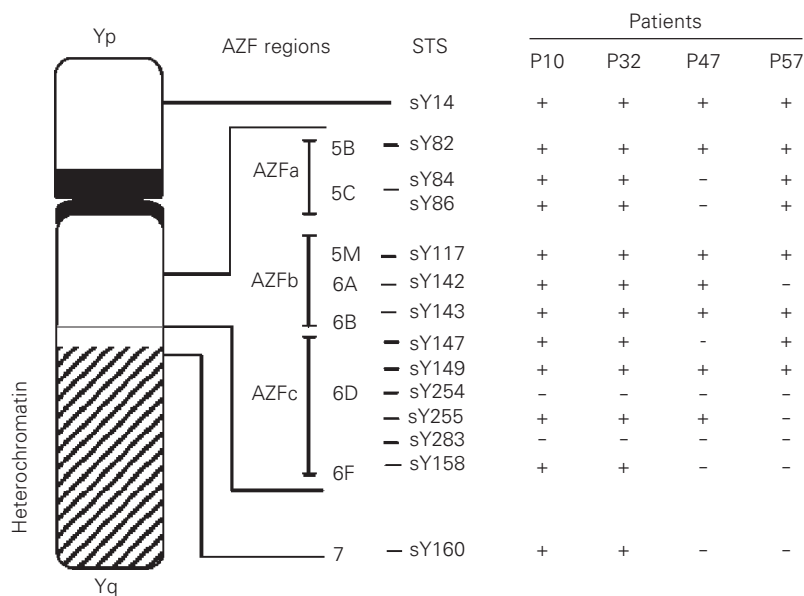 Patients
Yp AZF regions STS P10 P32 P47 P57
sY14 + + + +
AZFa 5B sY82 + + + +
5C sY84 + + – +
sY86 + + – +
AZFb 5M sY117 + + + +
6A sY142 + + + –
6B sY143 + + + +
AZFc sY147 + + - +
sY149 + + + +
6D sY254 – – – –
sY255 + + + –
sY283 – – – –
6F sY158 + + – –
7 sY160 + + – –
Heterochromatin
Yq